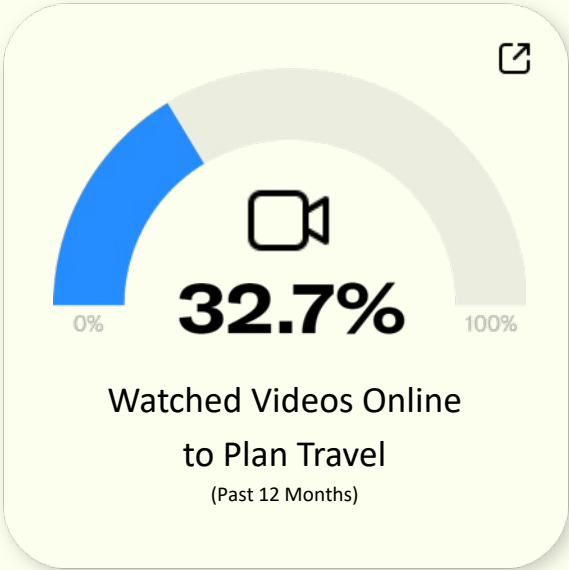 32.7%
0%
100%
Watched Videos Online
to Plan Travel
(Past 12 Months)